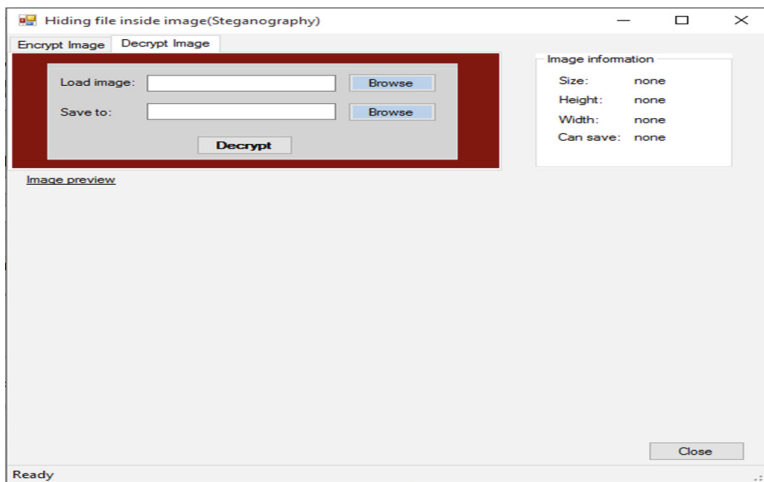 Hiding file inside image(Steganography)
Encrypt Image Decrypt Image
Load image: Browse
Save to: Browse
Decrypt
Image information
Size: none
Height: none
Width: none
Can save: none
Image preview
Close
Ready